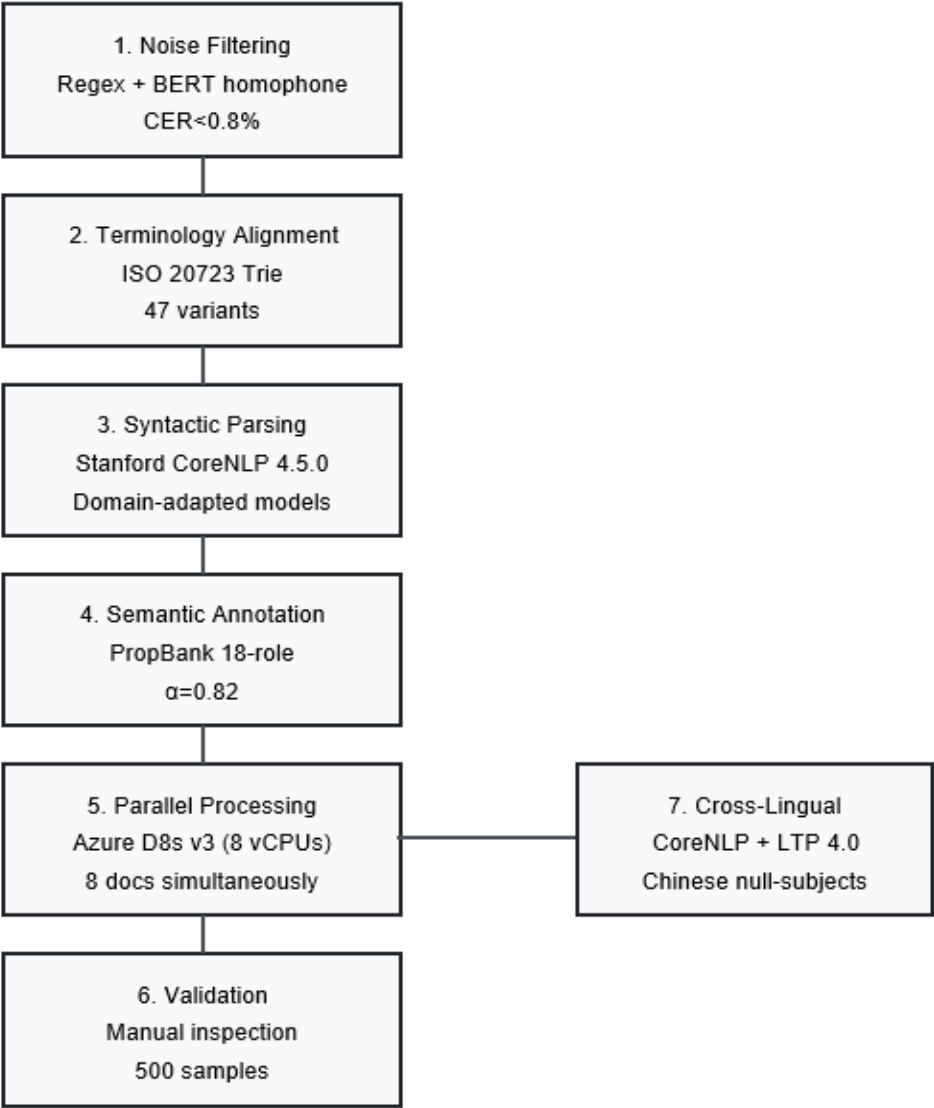 1. Noise Filtering
Regex + BERT homophone
CER<0.8%
2. Terminology Alignment
ISO 20723 Trie
47 variants
3. Syntactic Parsing
Stanford CoreNLP 4.5.0
Domain-adapted models
4. Semantic Annotation
PropBank 18-role
α=0.82
5. Parallel Processing
Azure D8s v3 (8 vCPUs)
8 docs simultaneously
7. Cross-Lingual
CoreNLP + LTP 4.0
Chinese null-subjects
6. Validation
Manual inspection
500 samples